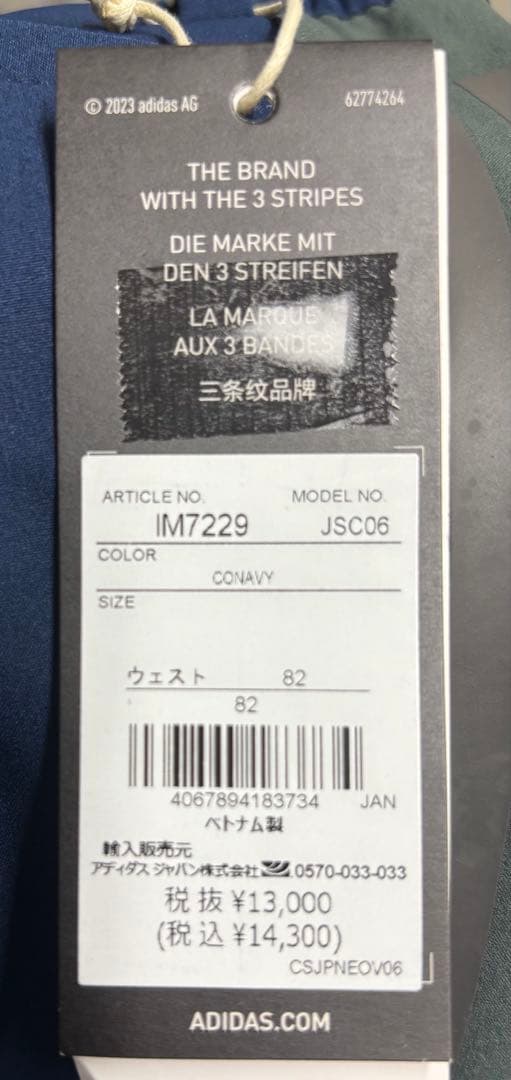 © 2023 adidas AG 62774264
THE BRAND
WITH THE 3 STRIPES
DIE MARKE MIT
DEN 3 STREIFEN
LA MARQUE
AUX 3 BANDES
三条纹品牌
ARTICLE NO. MODEL NO.
IM7229 JSC06
COLOR
CONAVY
SIZE
ウェスト 82
82
4067894183734 JAN
ベトナム製
輸入販売元
アディダス ジャパン株式会社 0570-033-033
税抜 ¥13,000
(税込 ¥14,300)
CSJPNEOV06
ADIDAS.COM